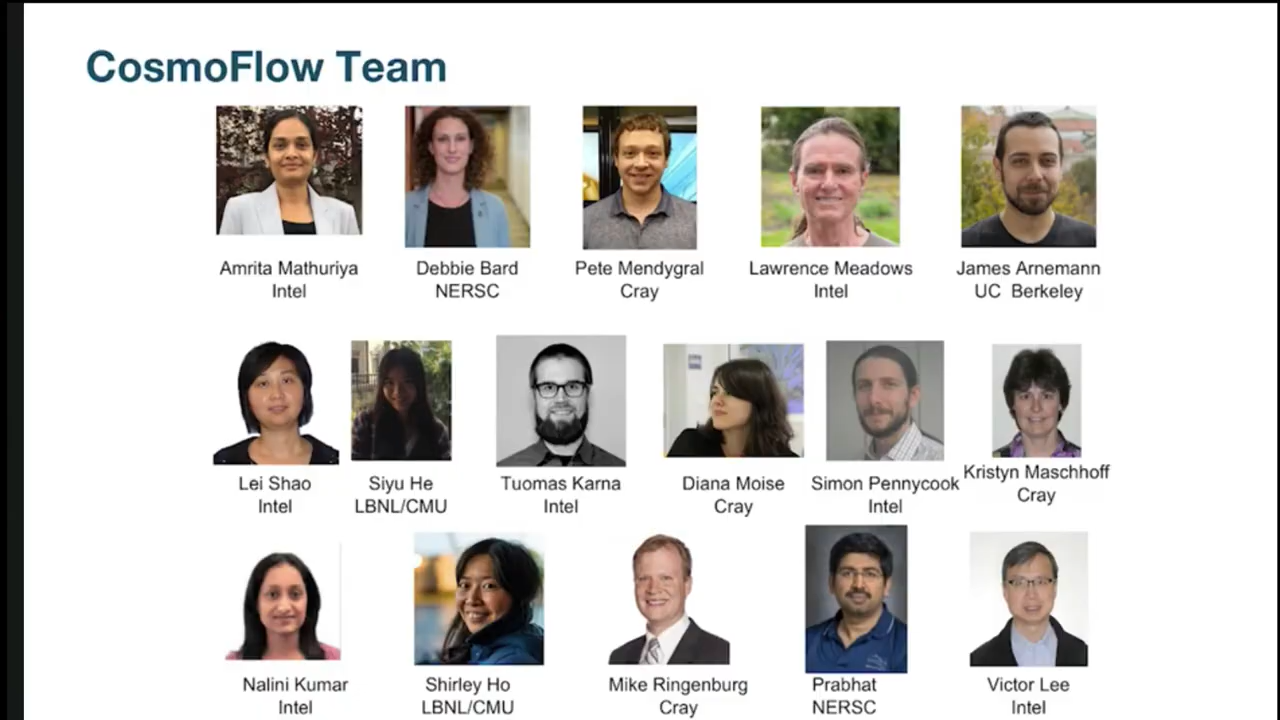 CosmoFlow Team
Amrita Mathuriya
Intel
Debbie Bard
NERSC
Pete Mendygral
Cray
Lawrence Meadows
Intel
James Arnemann
UC Berkeley
Lei Shao
Intel
Siyu He
LBNL/CMU
Tuomas Karna
Intel
Diana Moise
Cray
Simon Pennycook
Intel
Kristyn Maschhoff
Cray
Nalini Kumar
Intel
Shirley Ho
LBNL/CMU
Mike Ringenburg
Cray
Prabhat
NERSC
Victor Lee
Intel